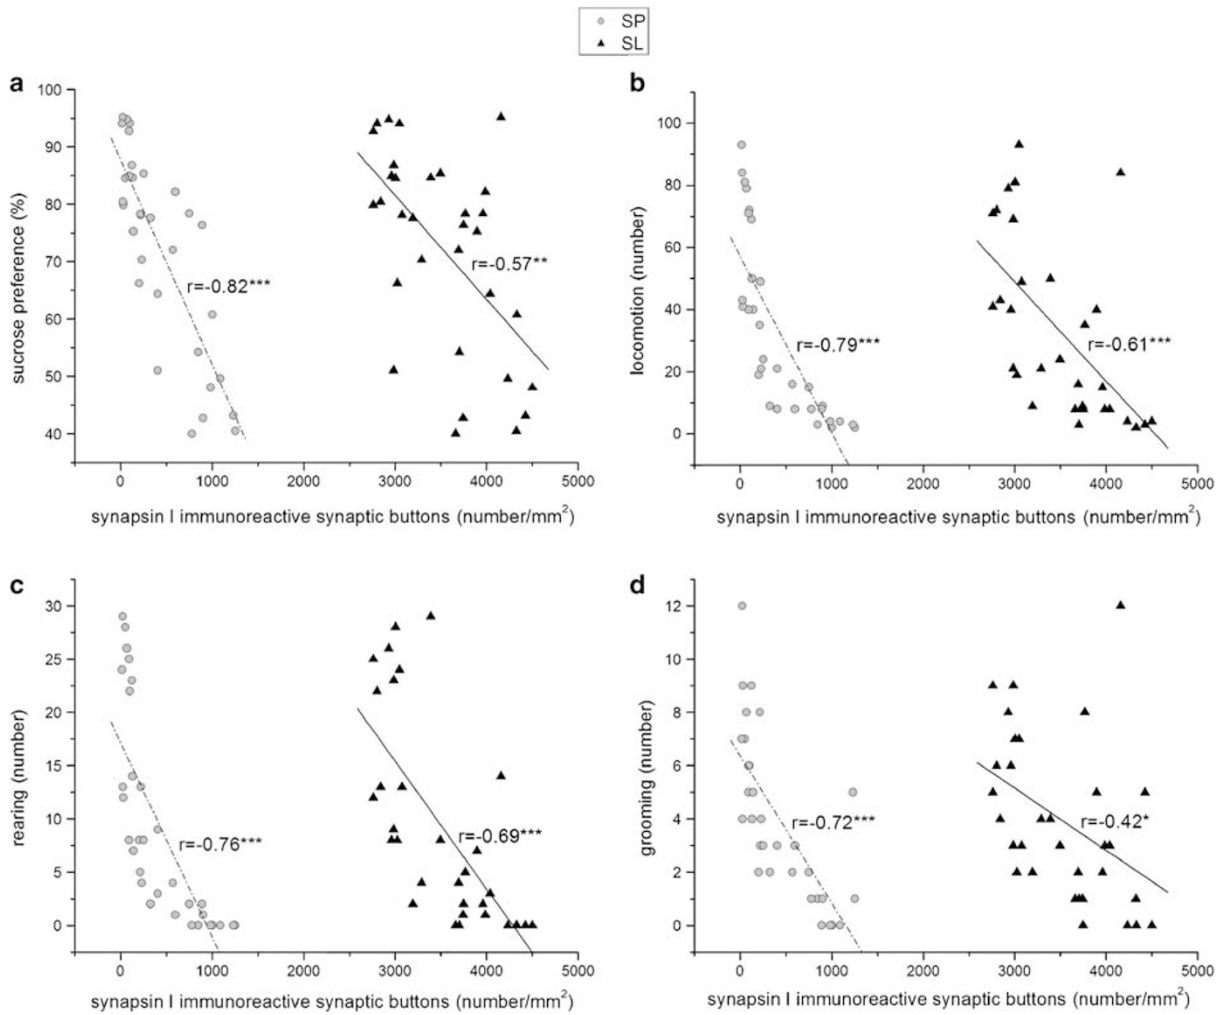 SP
SL
a
100
90
80
70
60
50
40
sucrose preference (%)
r=-0.82***
r=-0.57**
0 1000 2000 3000 4000 5000
synapsin I immunoreactive synaptic buttons (number/mm²)
b
100
80
60
40
20
0
locomotion (number)
r=-0.79***
r=-0.61***
0 1000 2000 3000 4000 5000
synapsin I immunoreactive synaptic buttons (number/mm²)
c
30
25
20
15
10
5
0
rearing (number)
r=-0.76***
r=-0.69***
0 1000 2000 3000 4000 5000
synapsin I immunoreactive synaptic buttons (number/mm²)
d
12
10
8
6
4
2
0
grooming (number)
r=-0.72***
r=-0.42*
0 1000 2000 3000 4000 5000
synapsin I immunoreactive synaptic buttons (number/mm²)